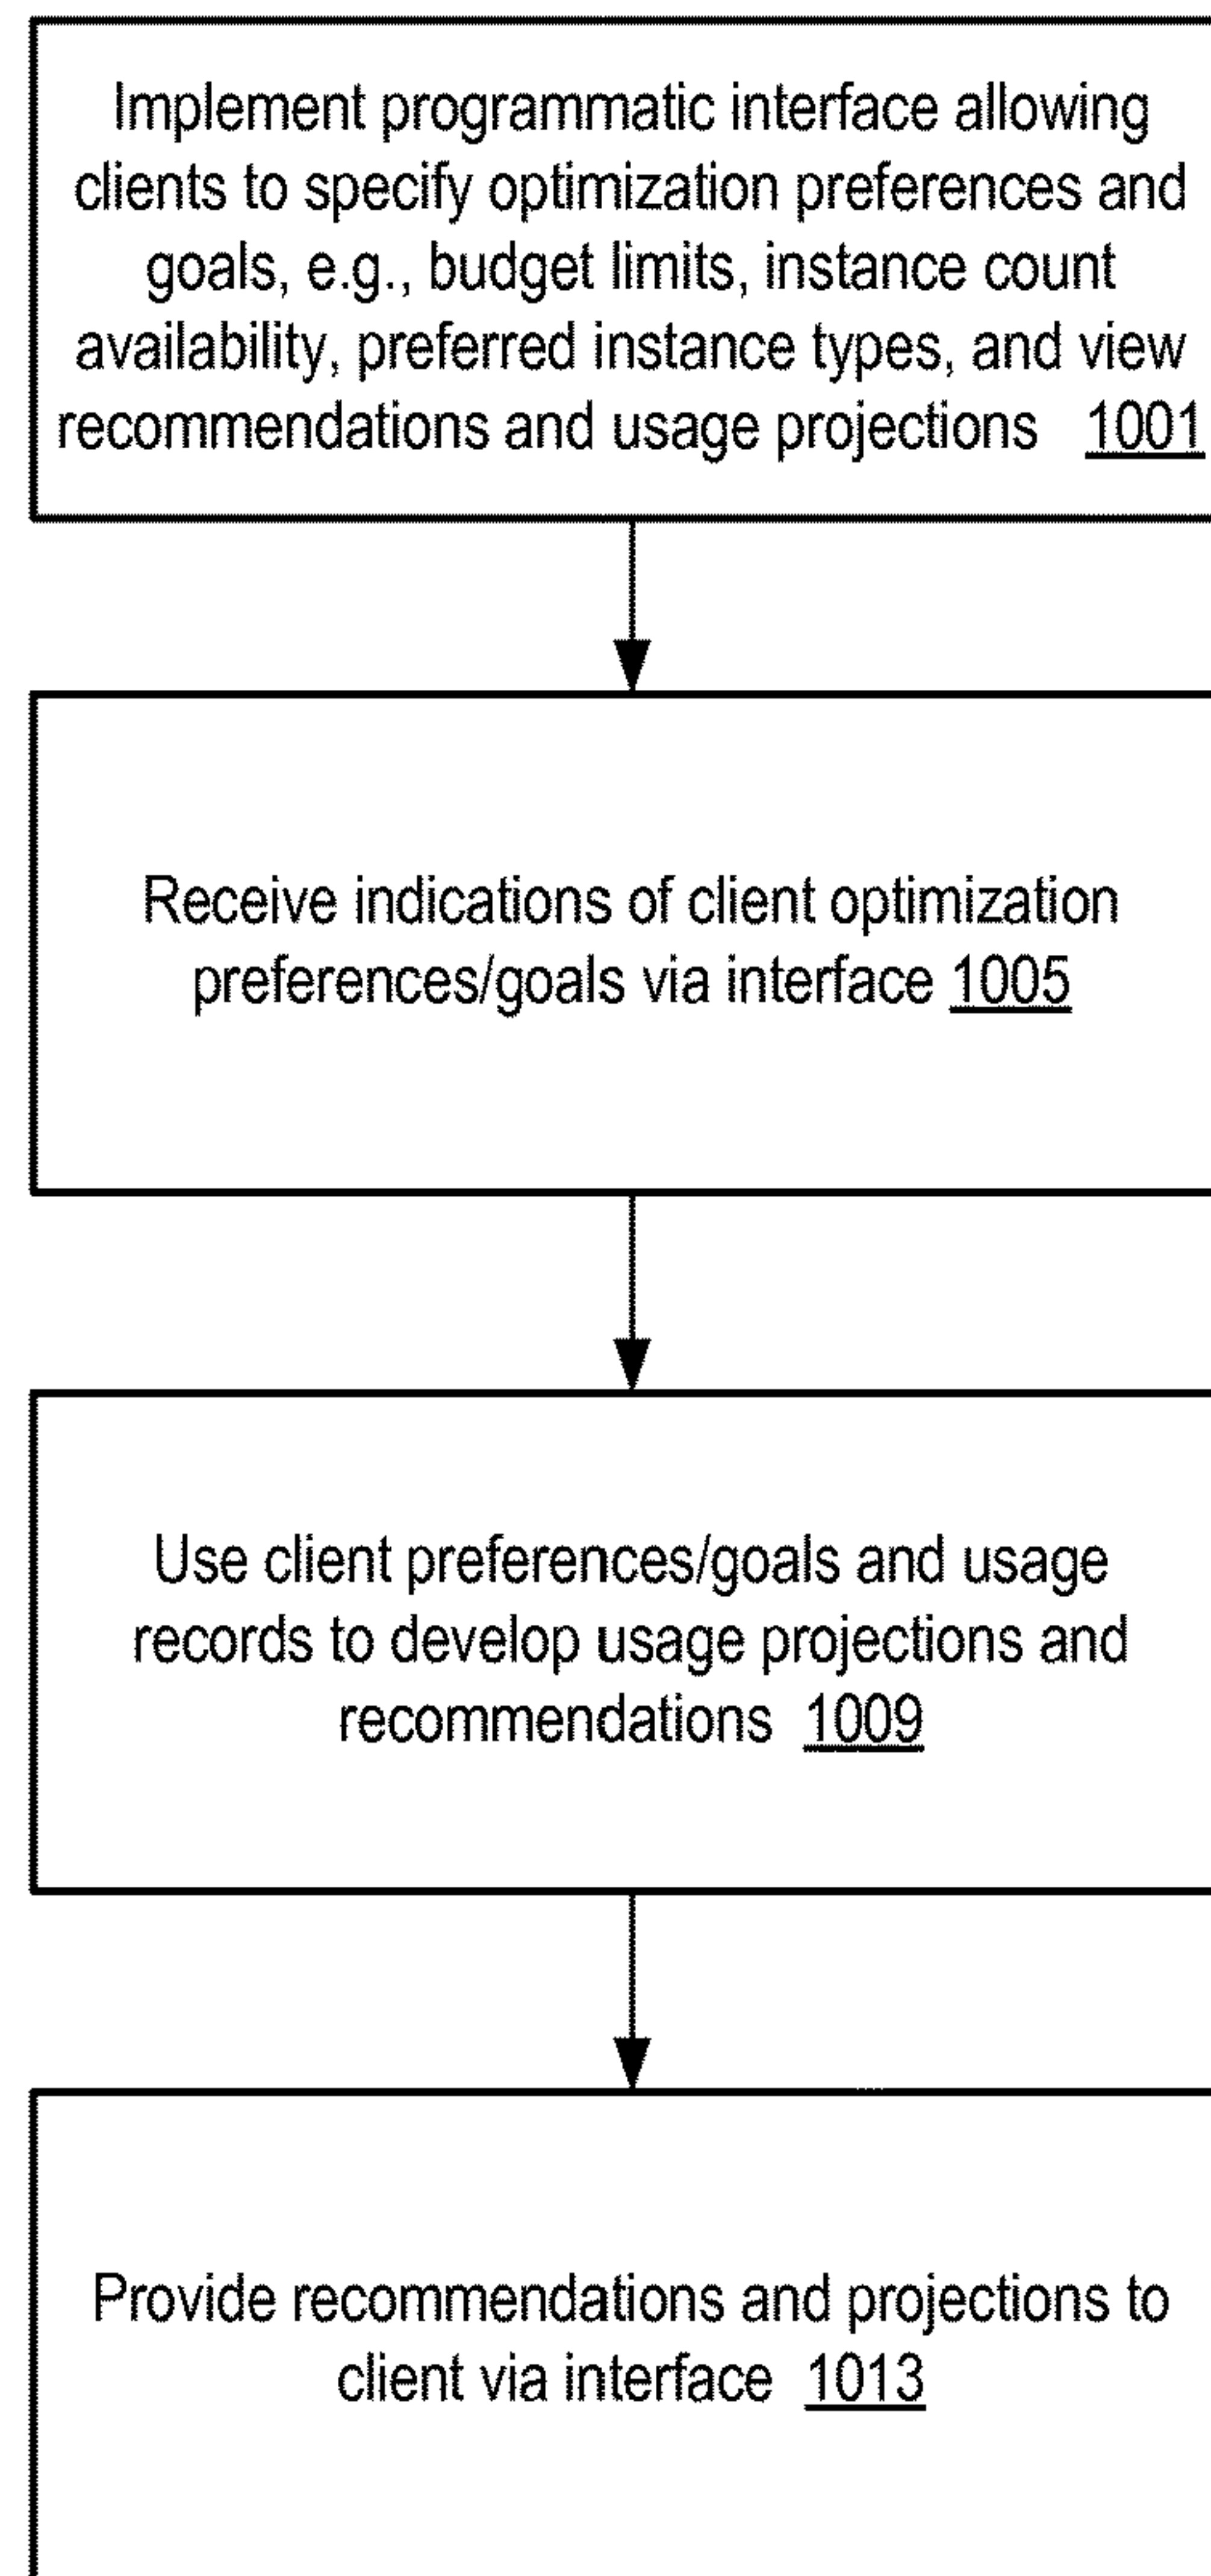 Implement programmatic interface allowing
clients to specify optimization preferences and
goals, e.g., budget limits, instance count
availability, preferred instance types, and view
recommendations and usage projections 1001
Receive indications of client optimization
preferences/goals via interface 1005
Use client preferences/goals and usage
records to develop usage projections and
recommendations 1009
Provide recommendations and projections to
client via interface 1013